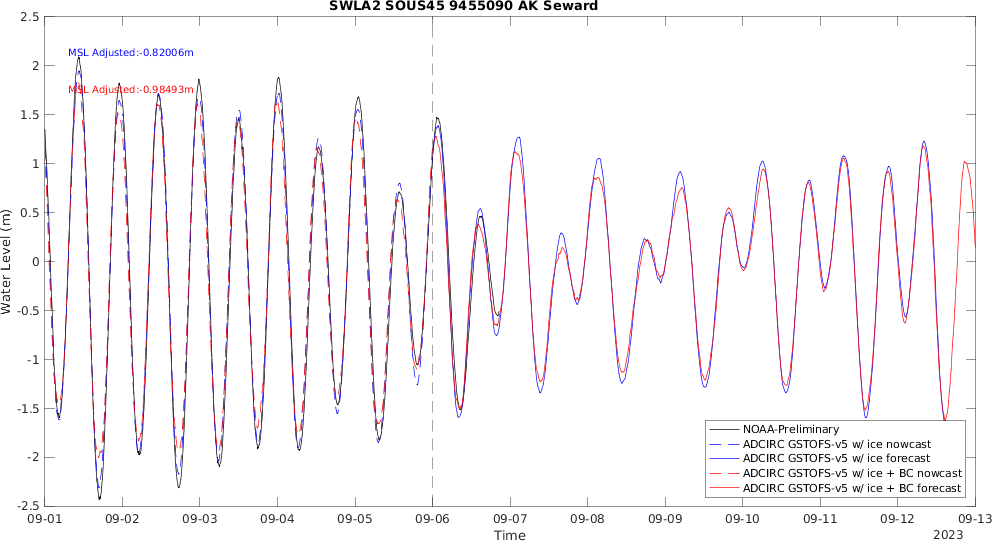 SWLA2 SOUS45 9455090 AK Seward
2.5
2
1.5
1
0.5
0
-0.5
-1
-1.5
-2
-2.5
Water Level (m)
MSL Adjusted:-0.82006m
MSL Adjusted:-0.98493m
NOAA-Preliminary
ADCIRC GSTOFS-v5 w/ ice nowcast
ADCIRC GSTOFS-v5 w/ ice forecast
ADCIRC GSTOFS-v5 w/ ice + BC nowcast
ADCIRC GSTOFS-v5 w/ ice + BC forecast
09-01 09-02 09-03 09-04 09-05 09-06 09-07 09-08 09-09 09-10 09-11 09-12 09-13
Time
2023